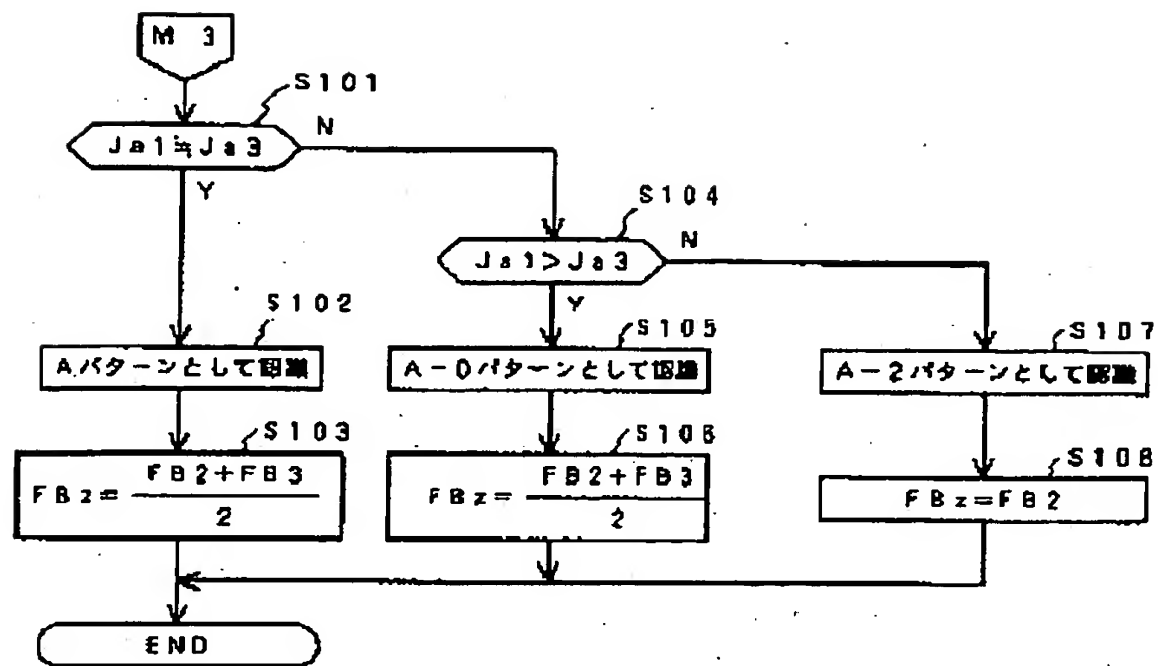 M 3
S101
Ja1≒Ja3
N
Y
S104
Ja1>Ja3
N
Y
S102
Aパターンとして認識
S105
A-0パターンとして認識
S107
A-2パターンとして認識
S103
FBz=(FB2+FB3)/2
S106
FBz=(FB2+FB3)/2
S108
FBz=FB2
END